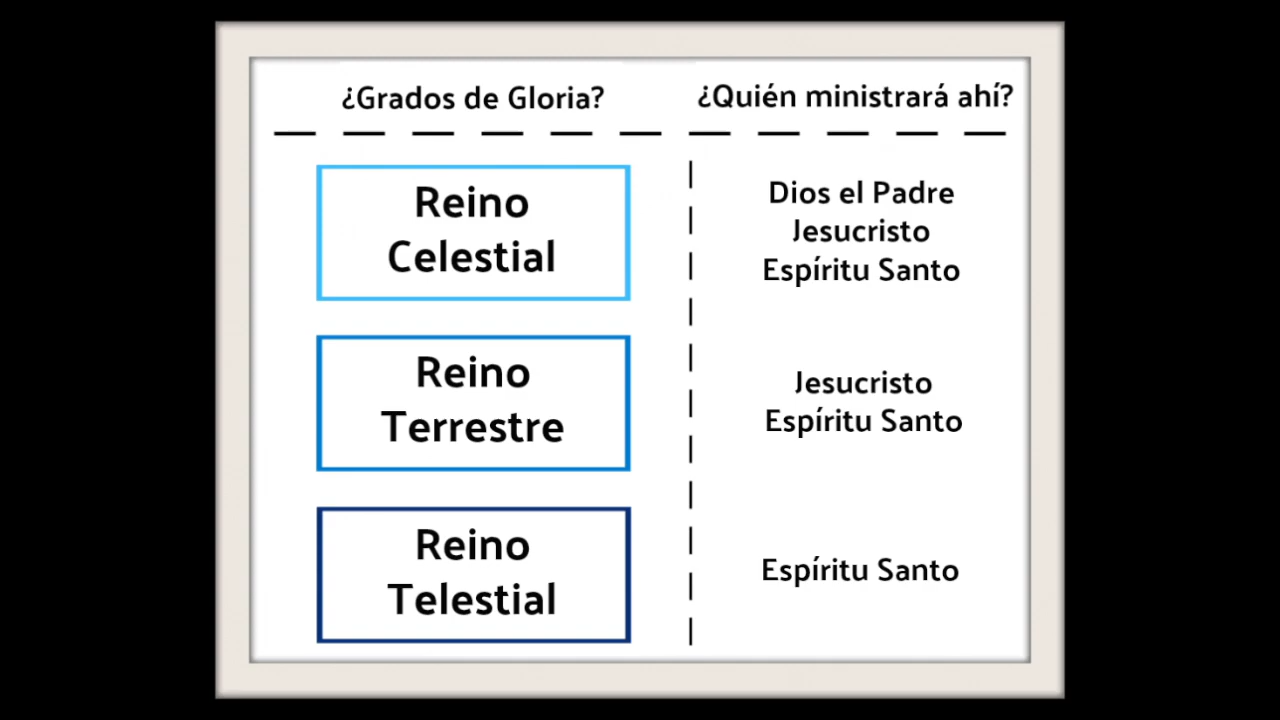 ¿Grados de Gloria?
¿Quién ministrará ahí?
Reino
Celestial
Dios el Padre
Jesucristo
Espíritu Santo
Reino
Terrestre
Jesucristo
Espíritu Santo
Reino
Telestial
Espíritu Santo